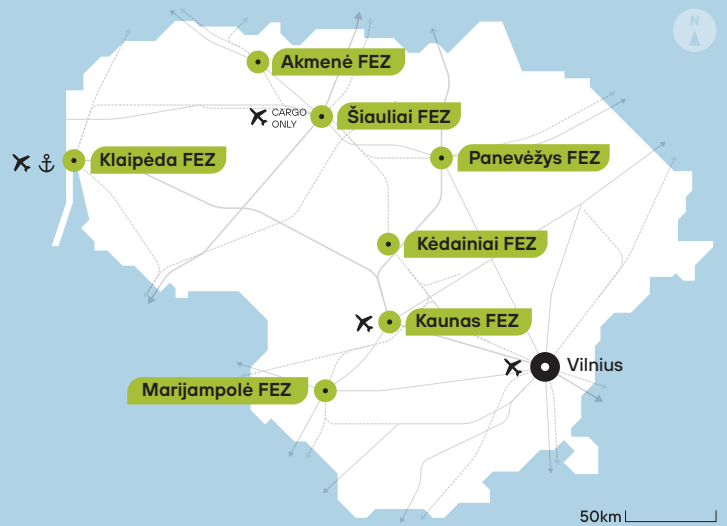 N
Akmenė FEZ
CARGO
ONLY
Šiauliai FEZ
Klaipėda FEZ
Panevėžys FEZ
Kėdainiai FEZ
Kaunas FEZ
Vilnius
Marijampolė FEZ
50km